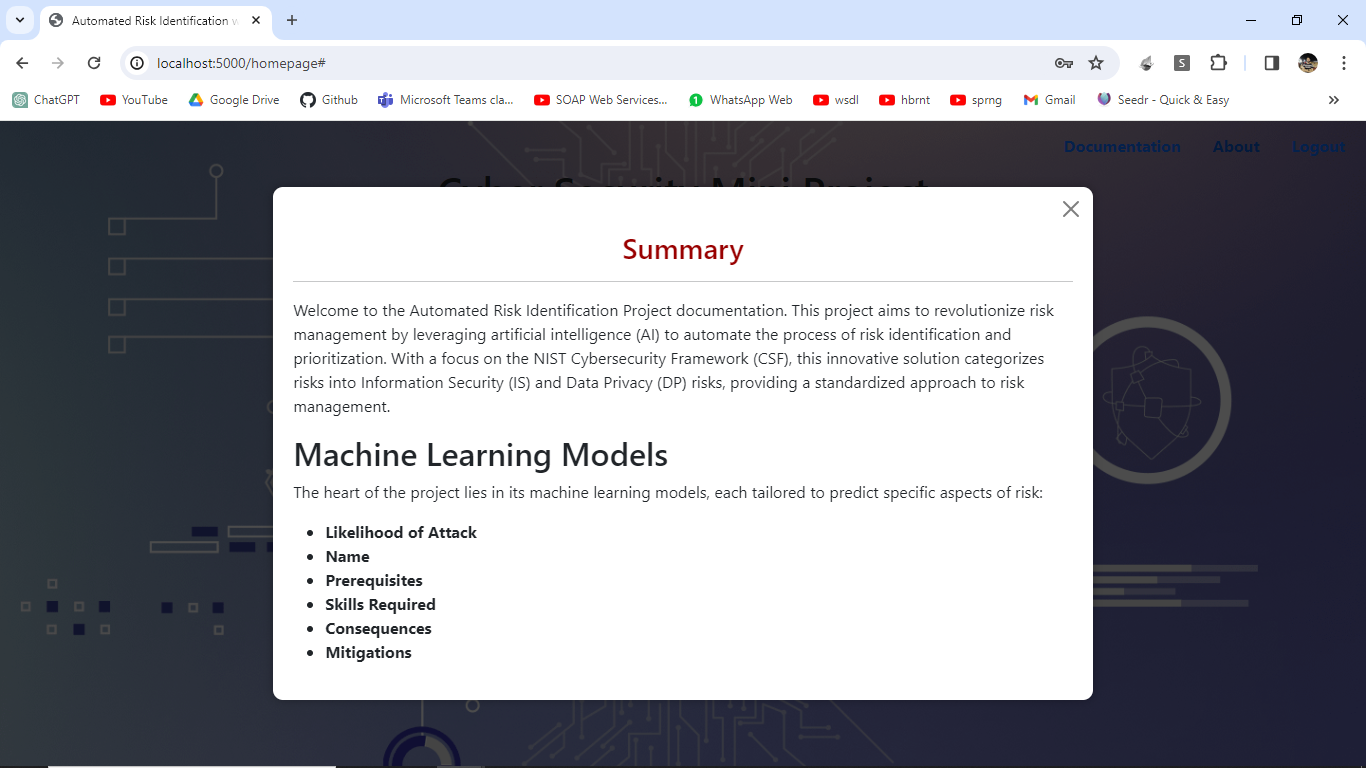 Automated Risk Identification
localhost:5000/homepage#
S
ChatGPT YouTube Google Drive Github Microsoft Teams cla... SOAP Web Services... 1 WhatsApp Web wsdl hbrnt sprng Gmail Seedr - Quick & Easy
Documentation About Logout
Cyber Security Mini Project
Summary
Welcome to the Automated Risk Identification Project documentation. This project aims to revolutionize risk
management by leveraging artificial intelligence (AI) to automate the process of risk identification and
prioritization. With a focus on the NIST Cybersecurity Framework (CSF), this innovative solution categorizes
risks into Information Security (IS) and Data Privacy (DP) risks, providing a standardized approach to risk
management.
Machine Learning Models
The heart of the project lies in its machine learning models, each tailored to predict specific aspects of risk:
• Likelihood of Attack
• Name
• Prerequisites
• Skills Required
• Consequences
• Mitigations